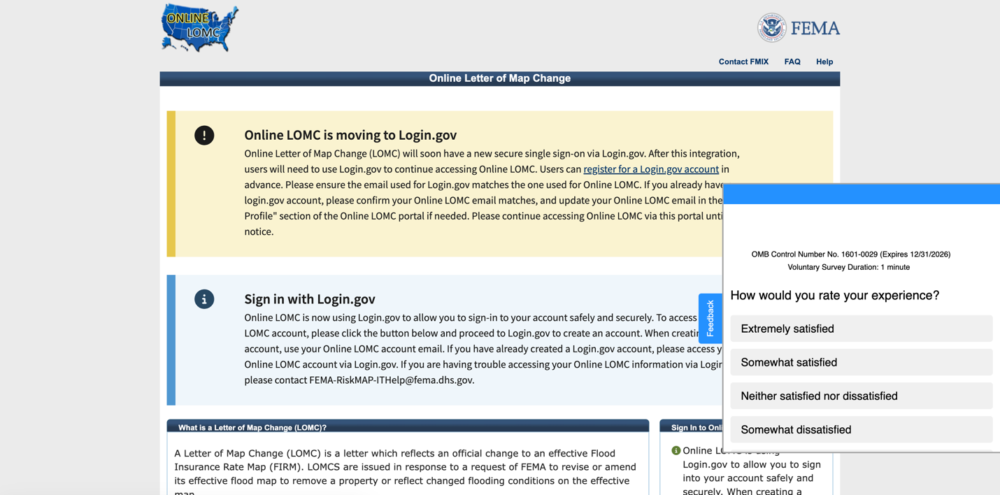 ONLINE
LOMC
FEMA
Contact FMIX FAQ Help
Online Letter of Map Change
Online LOMC is moving to Login.gov
Online Letter of Map Change (LOMC) will soon have a new secure single sign-on via Login.gov. After this integration,
users will need to use Login.gov to continue accessing Online LOMC. Users can register for a Login.gov account in
advance. Please ensure the email used for Login.gov matches the one used for Online LOMC. If you already have
login.gov account, please confirm your Online LOMC email matches, and update your Online LOMC email in the
Profile" section of the Online LOMC portal if needed. Please continue accessing Online LOMC via this portal
notice.
Sign in with Login.gov
Online LOMC is now using Login.gov to allow you to sign-in to your account safely and securely. To access
LOMC account, please click the button below and proceed to Login.gov to create an account. When
account, use your Online LOMC account email. If you have already created a Login.gov account, please access
Online LOMC account via Login.gov. If you are having trouble accessing your Online LOMC information via
please contact FEMA-RiskMAP-ITHelp@fema.dhs.gov.
Feedback
OMB Control Number No. 1601-0029 (Expires 12/31/2026)
Voluntary Survey Duration: 1 minute
How would you rate your experience?
Extremely satisfied
Somewhat satisfied
Neither satisfied nor dissatisfied
Somewhat dissatisfied
What is a Letter of Map Change (LOMC)?
A Letter of Map Change (LOMC) is a letter which reflects an official change to an effective Flood
Insurance Rate Map (FIRM). LOMCS are issued in response to a request of FEMA to revise or amend
its effective flood map to remove a property or reflect changed flooding conditions on the effective
map.
Sign In to
Online
Login.gov to allow you to sign
into your account safely and
securely. When creating a